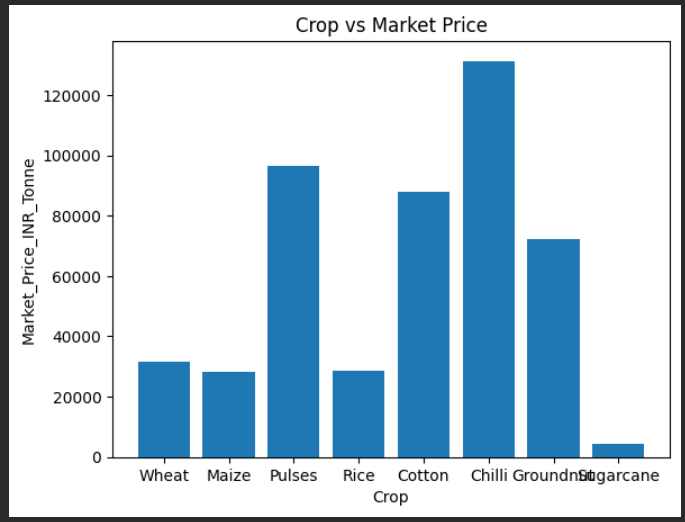 Crop vs Market Price
Market_Price_INR_Tonne
120000
100000
80000
60000
40000
20000
0
Wheat Maize Pulses Rice Cotton Chilli Groundnut Sugarcane
Crop